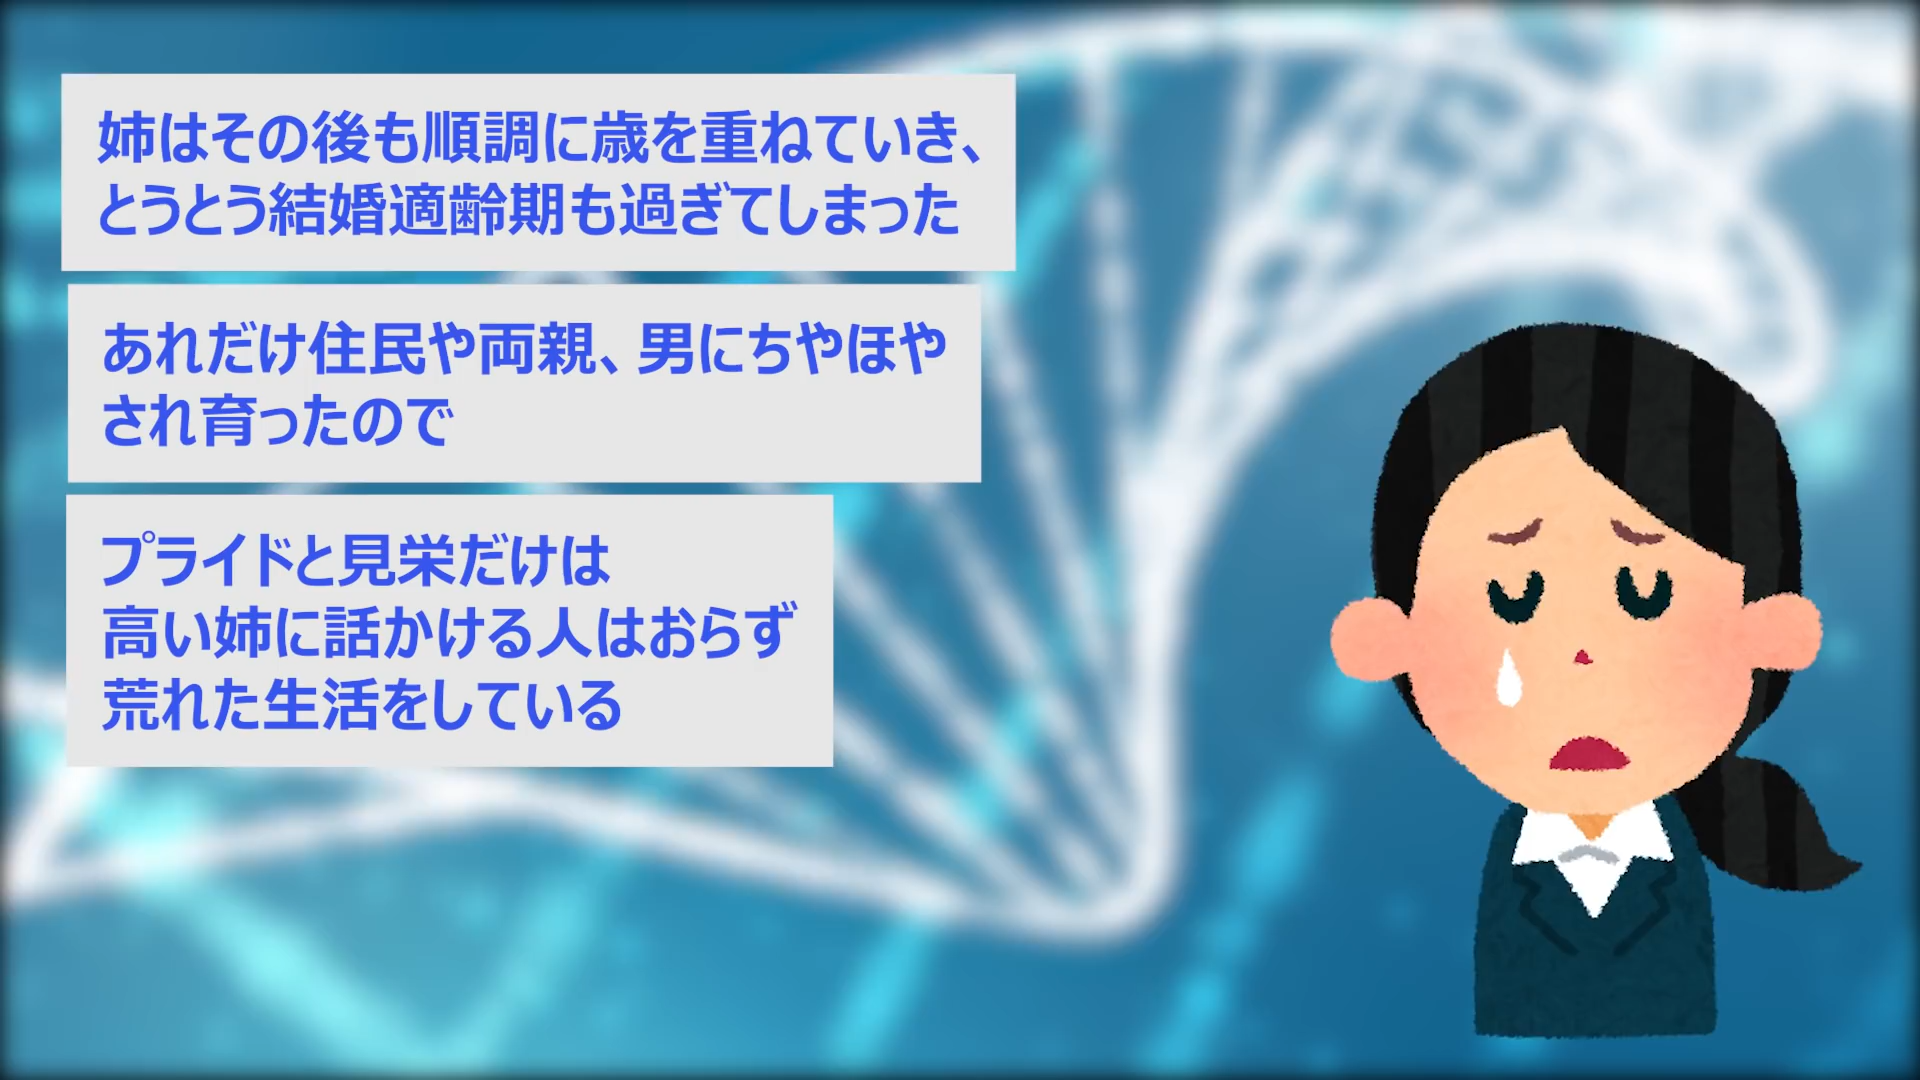 姉はその後も順調に歳を重ねていき、
とうとう結婚適齢期も過ぎてしまった
あれだけ住民や両親、男にちやほや
され育ったので
プライドと見栄だけは
高い姉に話かける人はおらず
荒れた生活をしている